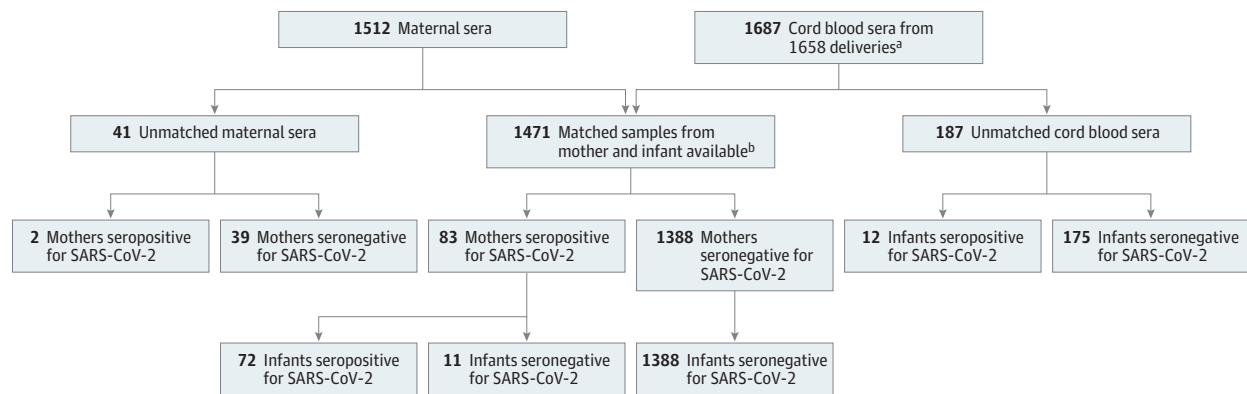 1512 Maternal sera
1687 Cord blood sera from
1658 deliveriesᵃ
41 Unmatched maternal sera
1471 Matched samples from
mother and infant availableᵇ
187 Unmatched cord blood sera
2 Mothers seropositive
for SARS-CoV-2
39 Mothers seronegative
for SARS-CoV-2
83 Mothers seropositive
for SARS-CoV-2
1388 Mothers
seronegative for
SARS-CoV-2
12 Infants seropositive
for SARS-CoV-2
175 Infants seronegative
for SARS-CoV-2
72 Infants seropositive
for SARS-CoV-2
11 Infants seronegative
for SARS-CoV-2
1388 Infants seronegative
for SARS-CoV-2